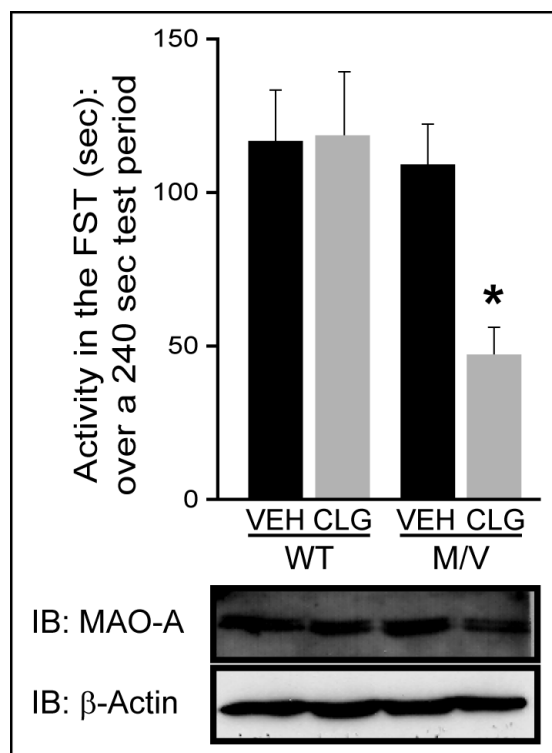 Activity in the FST (sec):
over a 240 sec test period
150
100
50
0
*
VEH CLG VEH CLG
WT M/V
IB: MAO-A
IB: β-Actin